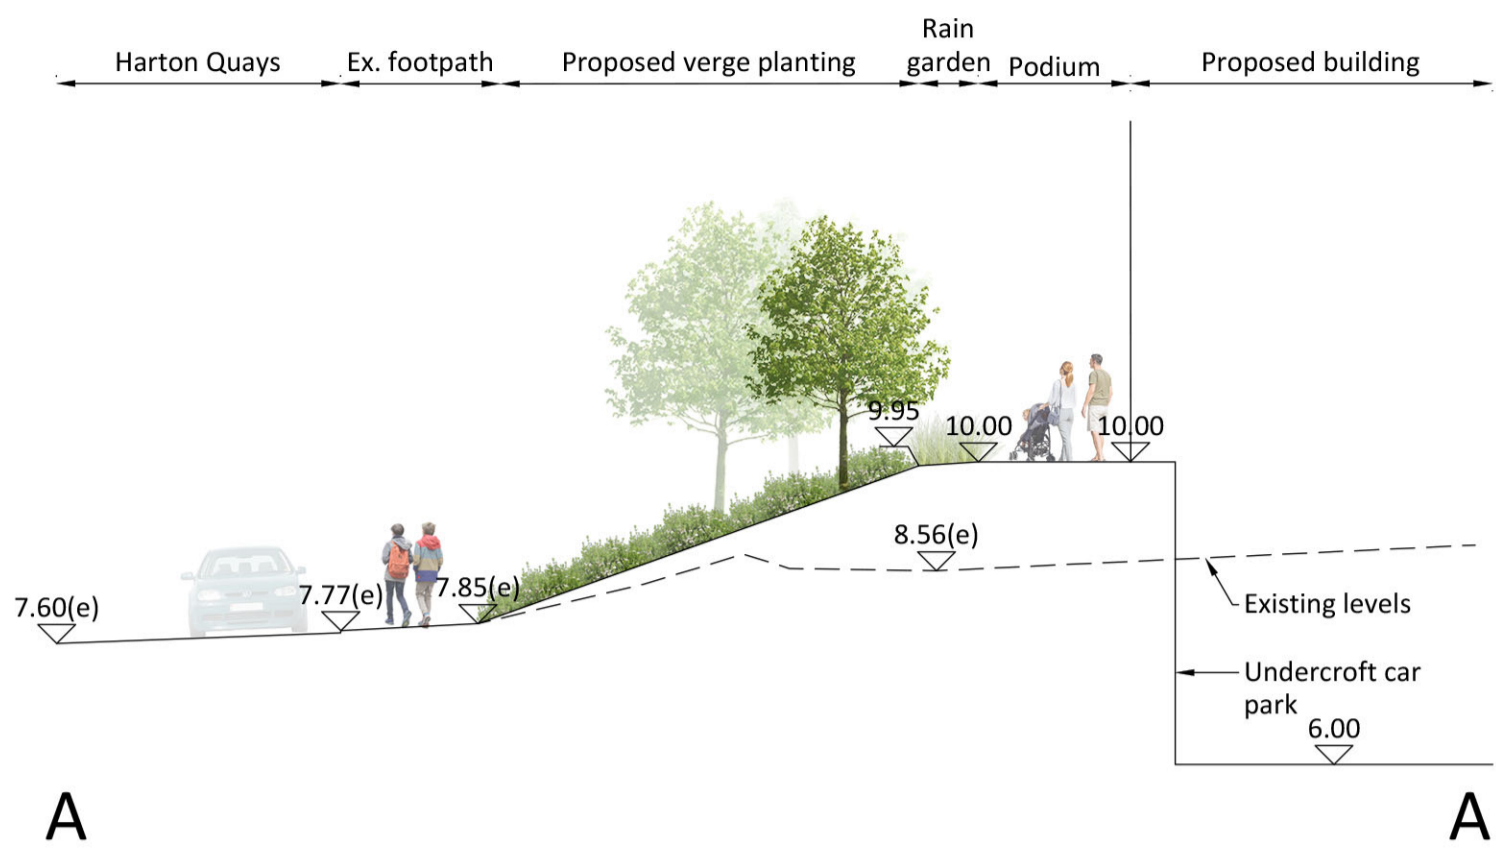 Harton Quays
Ex. footpath
Proposed verge planting
Rain
garden
Podium
Proposed building
9.95
10.00
10.00
8.56(e)
7.85(e)
7.77(e)
7.60(e)
Existing levels
Undercroft car
park
6.00
A
A